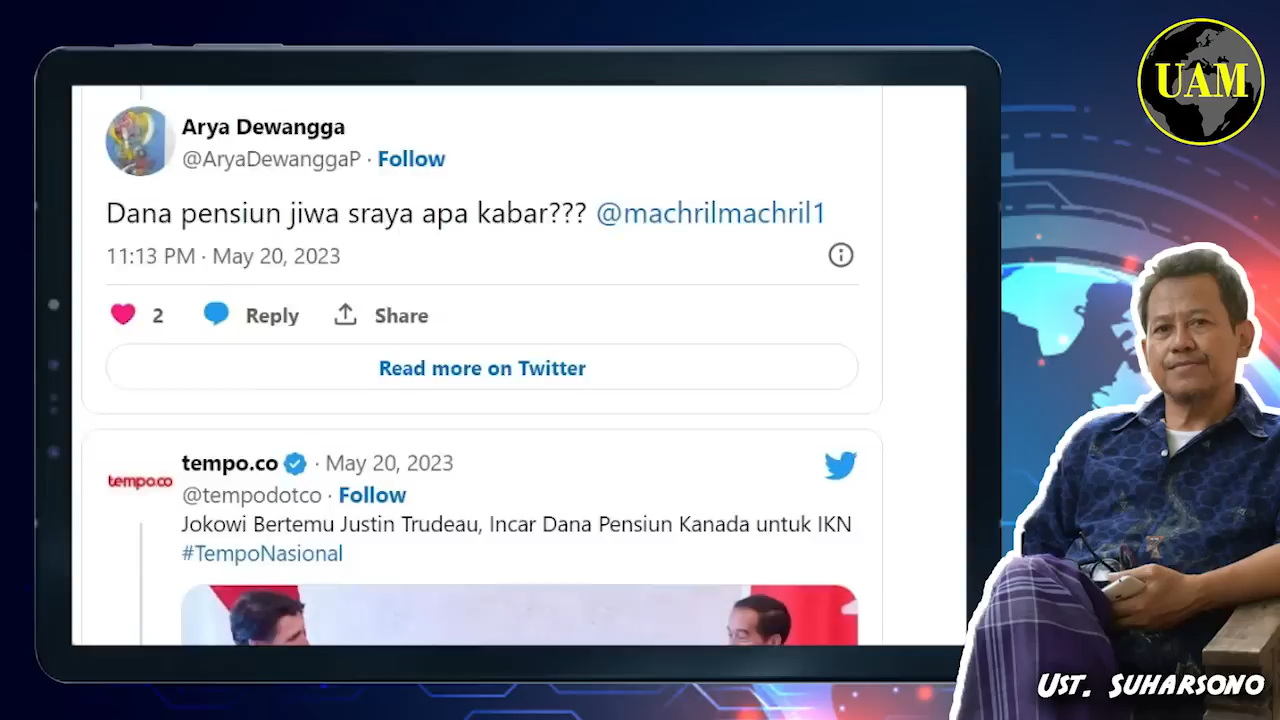 UAM
Arya Dewangga
@AryaDewanggaP · Follow
Dana pensiun jiwa sraya apa kabar??? @machrilmachril1
11:13 PM · May 20, 2023
2 Reply Share
Read more on Twitter
tempo.co
tempo.co · May 20, 2023
@tempodotco · Follow
Jokowi Bertemu Justin Trudeau, Incar Dana Pensiun Kanada untuk IKN
#TempoNasional
Ust. Suharsono